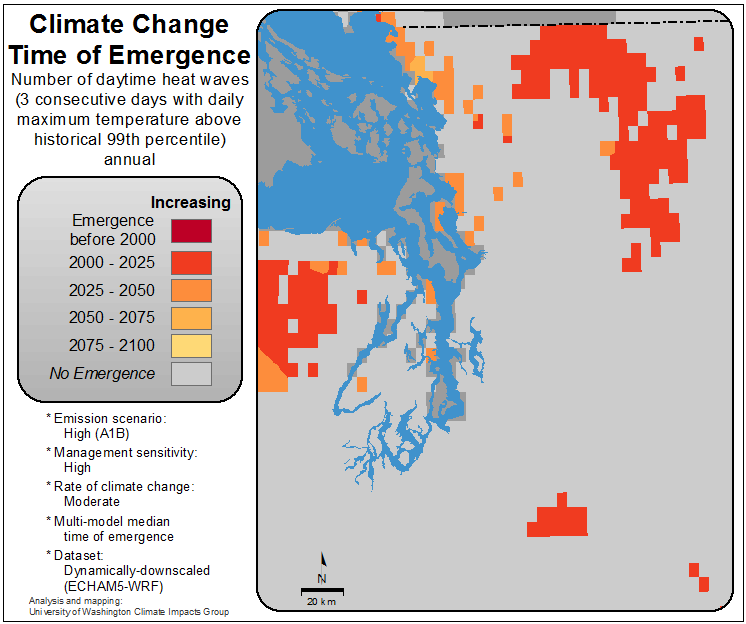 Climate Change
Time of Emergence
Number of daytime heat waves
(3 consecutive days with daily
maximum temperature above
historical 99th percentile)
annual
Increasing
Emergence
before 2000
2000 - 2025
2025 - 2050
2050 - 2075
2075 - 2100
No Emergence
* Emission scenario:
High (A1B)
* Management sensitivity:
High
* Rate of climate change:
Moderate
* Multi-model median
time of emergence
* Dataset:
Dynamically-downscaled
(ECHAM5-WRF)
Analysis and mapping:
University of Washington Climate Impacts Group
N
20 km